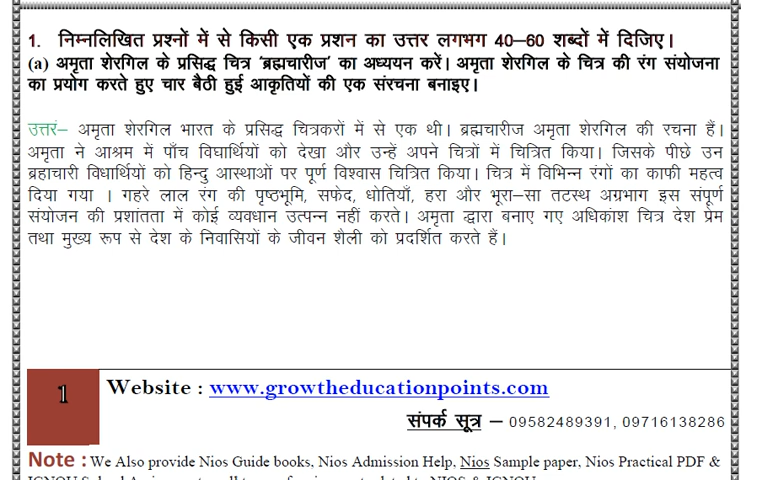 1. निम्नलिखित प्रश्नों में से किसी एक प्रशन का उत्तर लगभग 40–60 शब्दों में दिजिए।
(a) अमृता शेरगिल के प्रसिद्व चित्र 'ब्रह्मचारीज' का अध्ययन करें। अमृता शेरगिल के चित्र की रंग संयोजना
का प्रयोग करते हुए चार बैठी हुई आकृतियों की एक संरचना बनाइए।
उत्तरं– अमृता शेरगिल भारत के प्रसिद्व चित्रकरों में से एक थी। ब्रह्मचारीज अमृता शेरगिल की रचना हैं।
अमृता ने आश्रम में पाँच विघार्थियों को देखा और उन्हें अपने चित्रों में चित्रित किया। जिसके पीछे उन
ब्रहाचारी विधार्थियों को हिन्दु आस्थाओं पर पूर्ण विश्वास चित्रित किया। चित्र में विभिन्न रंगों का काफी महत्व
दिया गया । गहरे लाल रंग की पृष्ठभूमि, सफेद, धोतियाँ, हरा और भूरा–सा तटस्थ अग्रभाग इस संपूर्ण
संयोजन की प्रशांतता में कोई व्यवधान उत्पन्न नहीं करते। अमृता द्वारा बनाए गए अधिकांश चित्र देश प्रेम
तथा मुख्य रूप से देश के निवासियों के जीवन शैली को प्रदर्शित करते हैं।
1 Website : www.growtheducationpoints.com
संपर्क सूत्र – 09582489391, 09716138286
Note : We Also provide Nios Guide books, Nios Admission Help, Nios Sample paper, Nios Practical PDF &